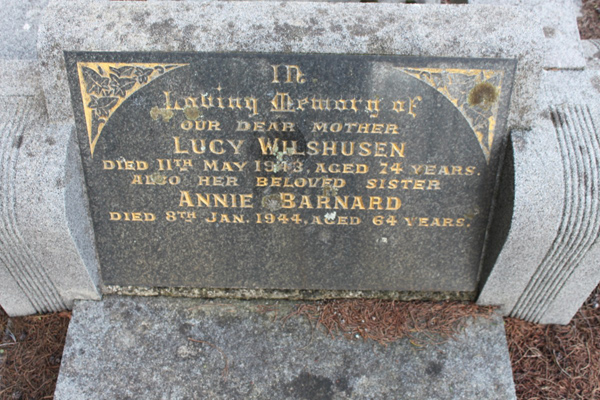 In
Loving Memory of
OUR DEAR MOTHER
LUCY WILSHUSEN
DIED 11TH MAY 1943, AGED 74 YEARS.
ALSO HER BELOVED SISTER
ANNIE BARNARD
DIED 8TH JAN. 1944, AGED 64 YEARS.